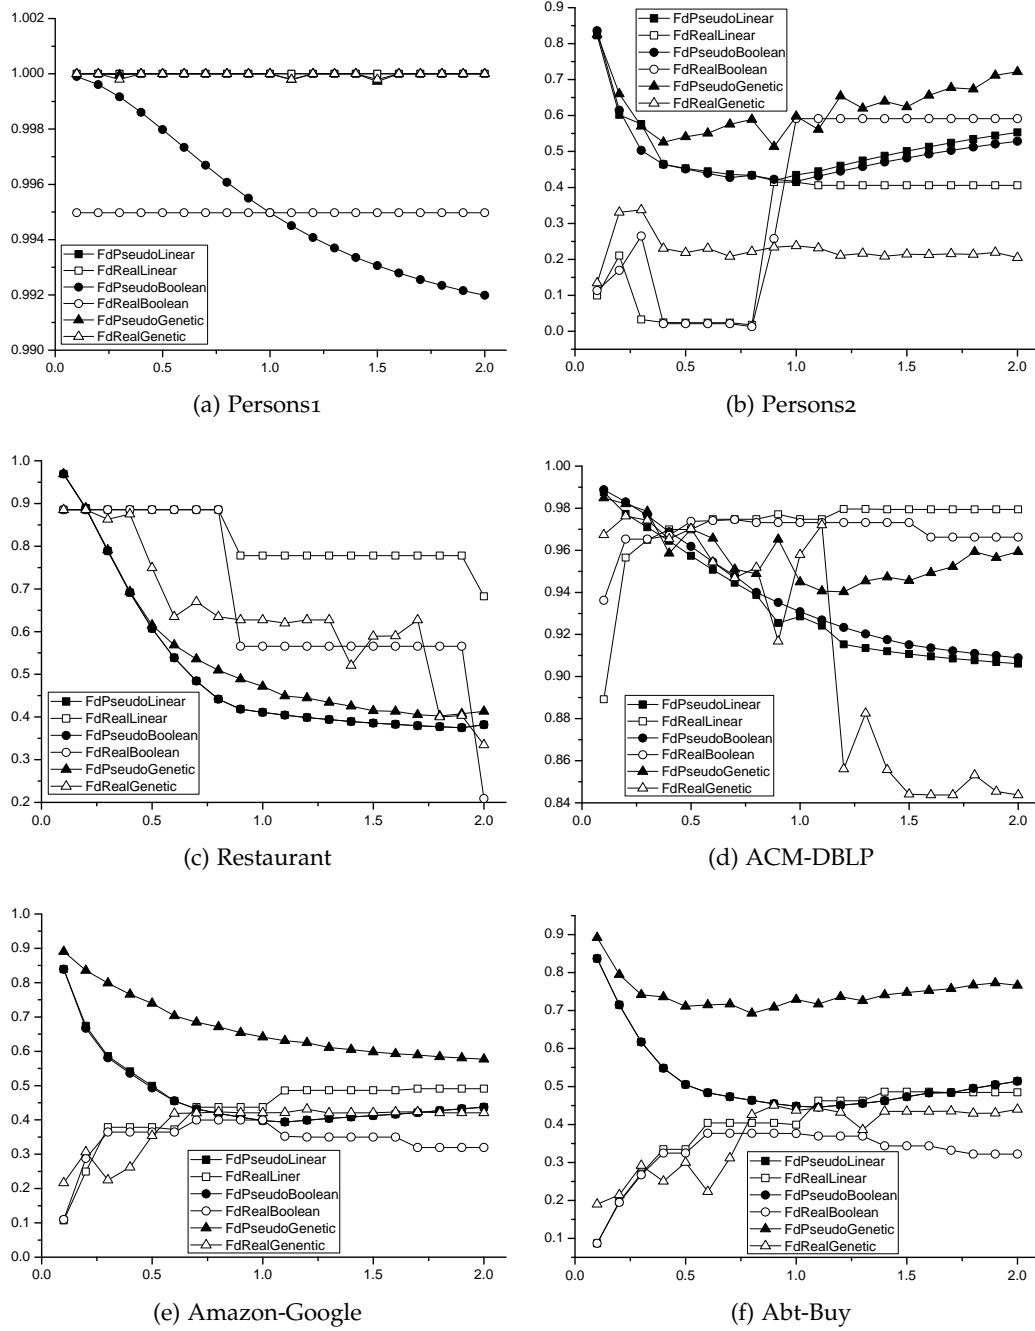 1.002
1.000
0.998
0.996
0.994
0.992
0.990
FdPseudoLinear
FdRealLinear
FdPseudoBoolean
FdRealBoolean
FdPseudoGenetic
FdRealGenetic
0.0 0.5 1.0 1.5 2.0
(a) Persons1
0.9
0.8
0.7
0.6
0.5
0.4
0.3
0.2
0.1
0.0
FdPseudoLinear
FdRealLinear
FdPseudoBoolean
FdRealBoolean
FdPseudoGenetic
FdRealGenetic
0.0 0.5 1.0 1.5 2.0
(b) Persons2
1.0
0.9
0.8
0.7
0.6
0.5
0.4
0.3
0.2
FdPseudoLinear
FdRealLinear
FdPseudoBoolean
FdRealBoolean
FdPseudoGenetic
FdRealGenetic
0.0 0.5 1.0 1.5 2.0
(c) Restaurant
1.00
0.98
0.96
0.94
0.92
0.90
0.88
0.86
0.84
FdPseudoLinear
FdRealLinear
FdPseudoBoolean
FdRealBoolean
FdPseudoGenetic
FdRealGenetic
0.0 0.5 1.0 1.5 2.0
(d) ACM-DBLP
1.0
0.9
0.8
0.7
0.6
0.5
0.4
0.3
0.2
0.1
0.0
FdPseudoLinear
FdRealLiner
FdPseudoBoolean
FdRealBoolean
FdPseudoGenetic
FdRealGenentic
0.0 0.5 1.0 1.5 2.0
(e) Amazon-Google
0.9
0.8
0.7
0.6
0.5
0.4
0.3
0.2
0.1
FdPseudoLinear
FdRealLinear
FdPseudoBoolean
FdRealBoolean
FdPseudoGenetic
FdRealGenetic
0.0 0.5 1.0 1.5 2.0
(f) Abt-Buy